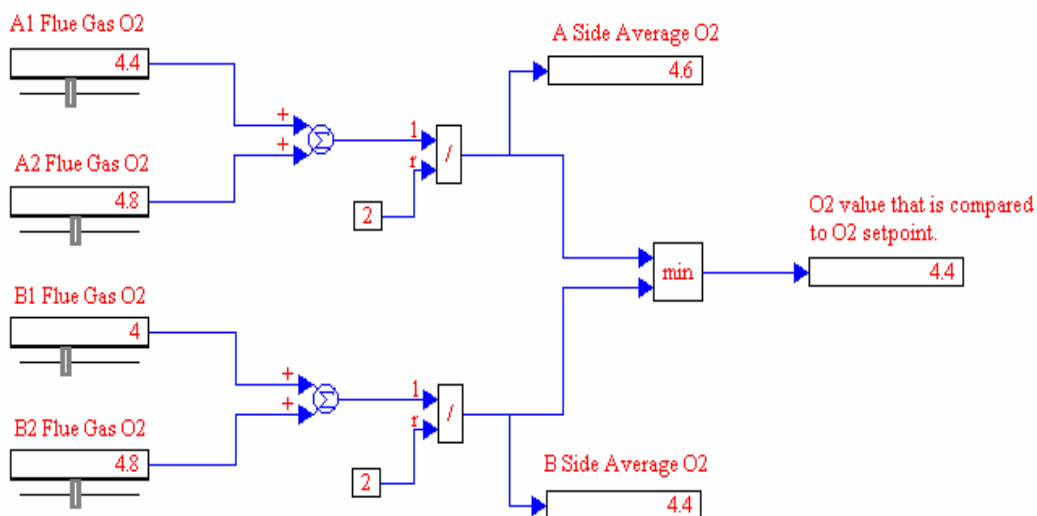 A1 Flue Gas O2
4.4
A Side Average O2
4.6
+
+
Σ
l
r
/
2
A2 Flue Gas O2
4.8
O2 value that is compared
to O2 setpoint.
4.4
min
B1 Flue Gas O2
4
+
+
Σ
l
r
/
2
B2 Flue Gas O2
4.8
B Side Average O2
4.4